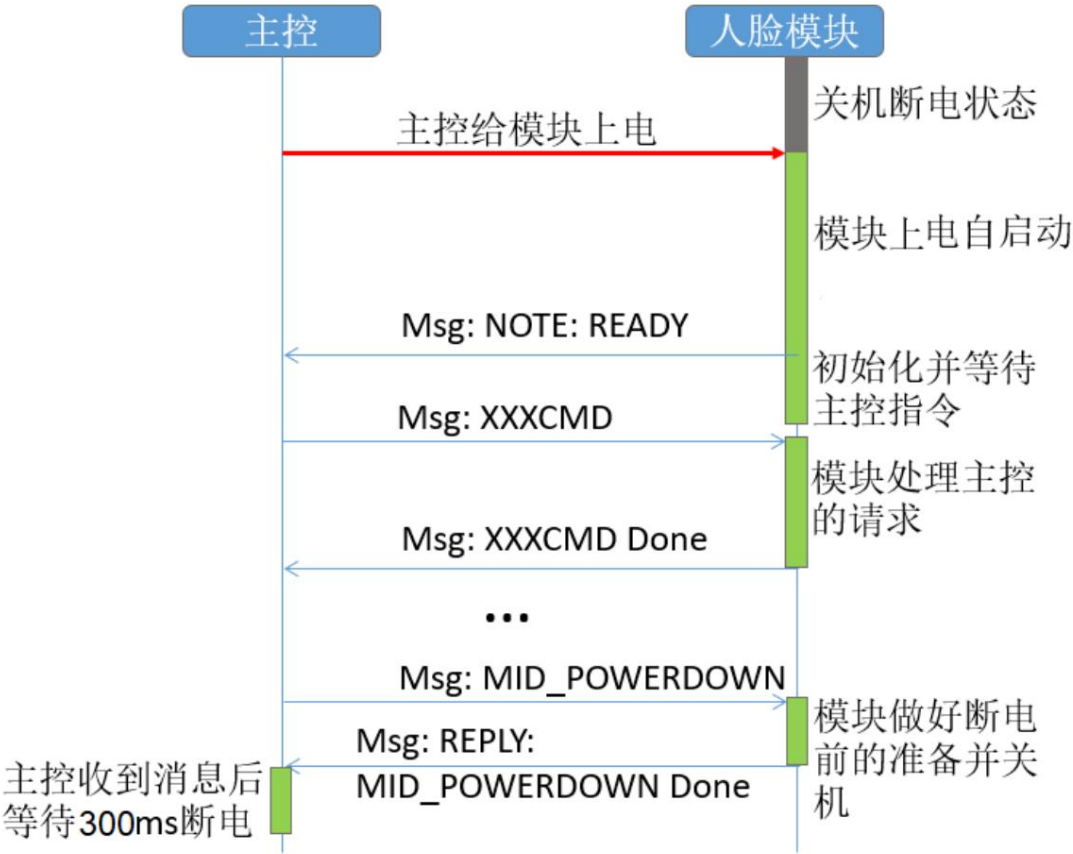 主控
人脸模块
关机断电状态
主控给模块上电
模块上电自启动
Msg: NOTE: READY
初始化并等待
主控指令
Msg: XXXCMD
模块处理主控
的请求
Msg: XXXCMD Done
...
Msg: MID_POWERDOWN
模块做好断电
前的准备并关
机
Msg: REPLY:
MID_POWERDOWN Done
主控收到消息后
等待300ms断电